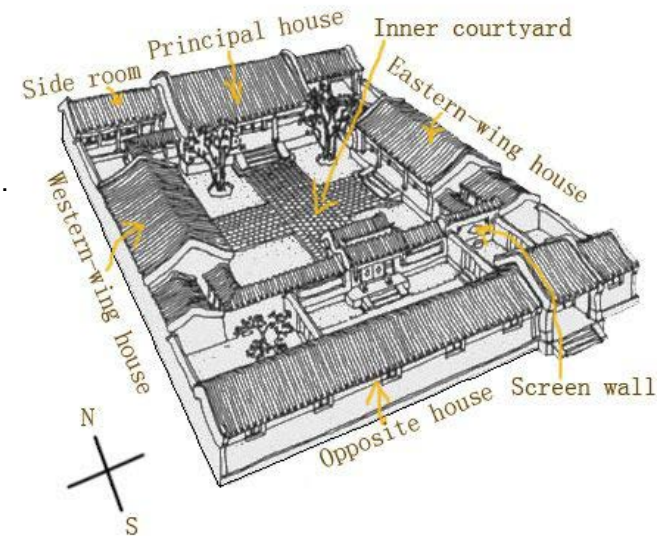 Principal house
Inner courtyard
Side room
Eastern-wing house
Western-wing house
Screen wall
Opposite house
N
S